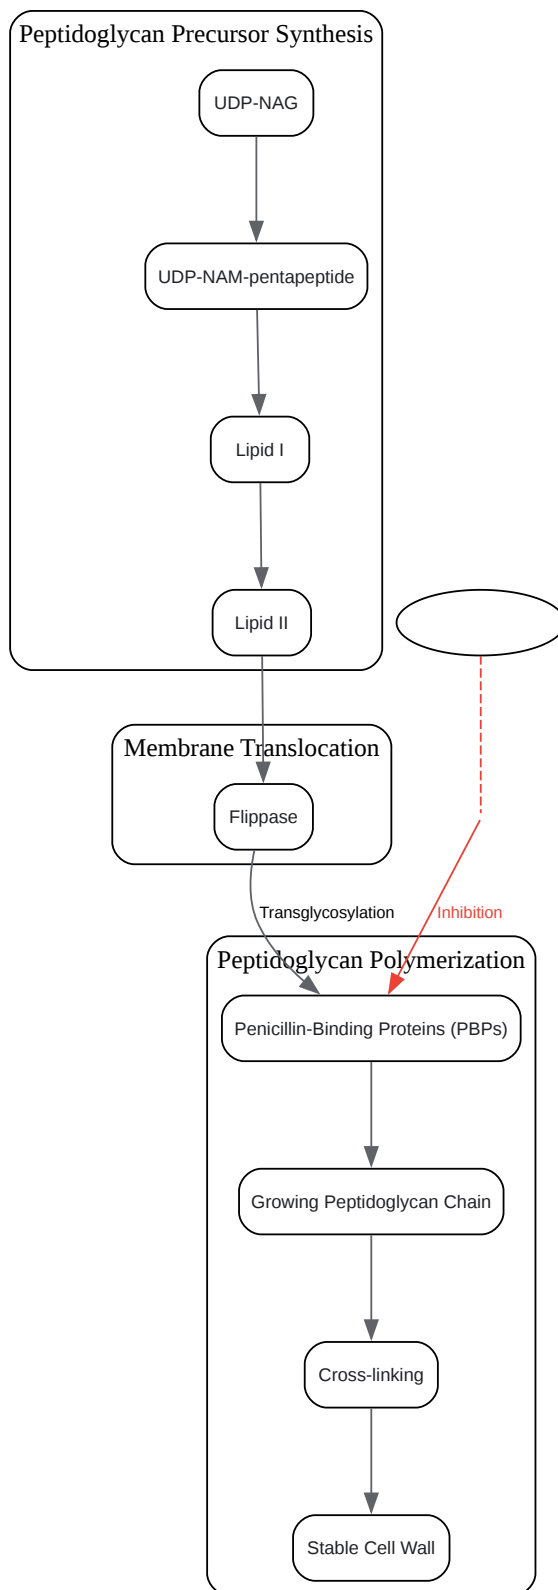 Peptidoglycan Precursor Synthesis
UDP-NAG
UDP-NAM-pentapeptide
Lipid I
Lipid II
Membrane Translocation
Flippase
Transglycosylation
Inhibition
Peptidoglycan Polymerization
Penicillin-Binding Proteins (PBPs)
Growing Peptidoglycan Chain
Cross-linking
Stable Cell Wall